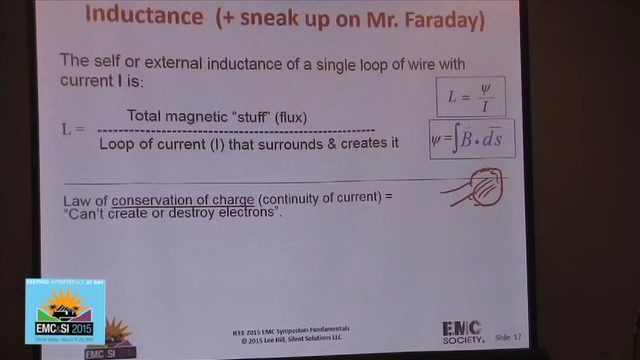 Inductance (+ sneak up on Mr. Faraday)
The self or external inductance of a single loop of wire with
current I is:
L = Total magnetic “stuff” (flux)
Loop of current (I) that surrounds & creates it
L = ψ / I
ψ = ∫ B • ds
Law of conservation of charge (continuity of current) =
“Can’t create or destroy electrons”.
KEEPING INTERFERENCE AT BAY
EMC&SI 2015
IEEE 2015 EMC Symposium Fundamentals
© 2015 Lee Hill, Silent Solutions LLC
EMC
SOCIETY
Slide 17